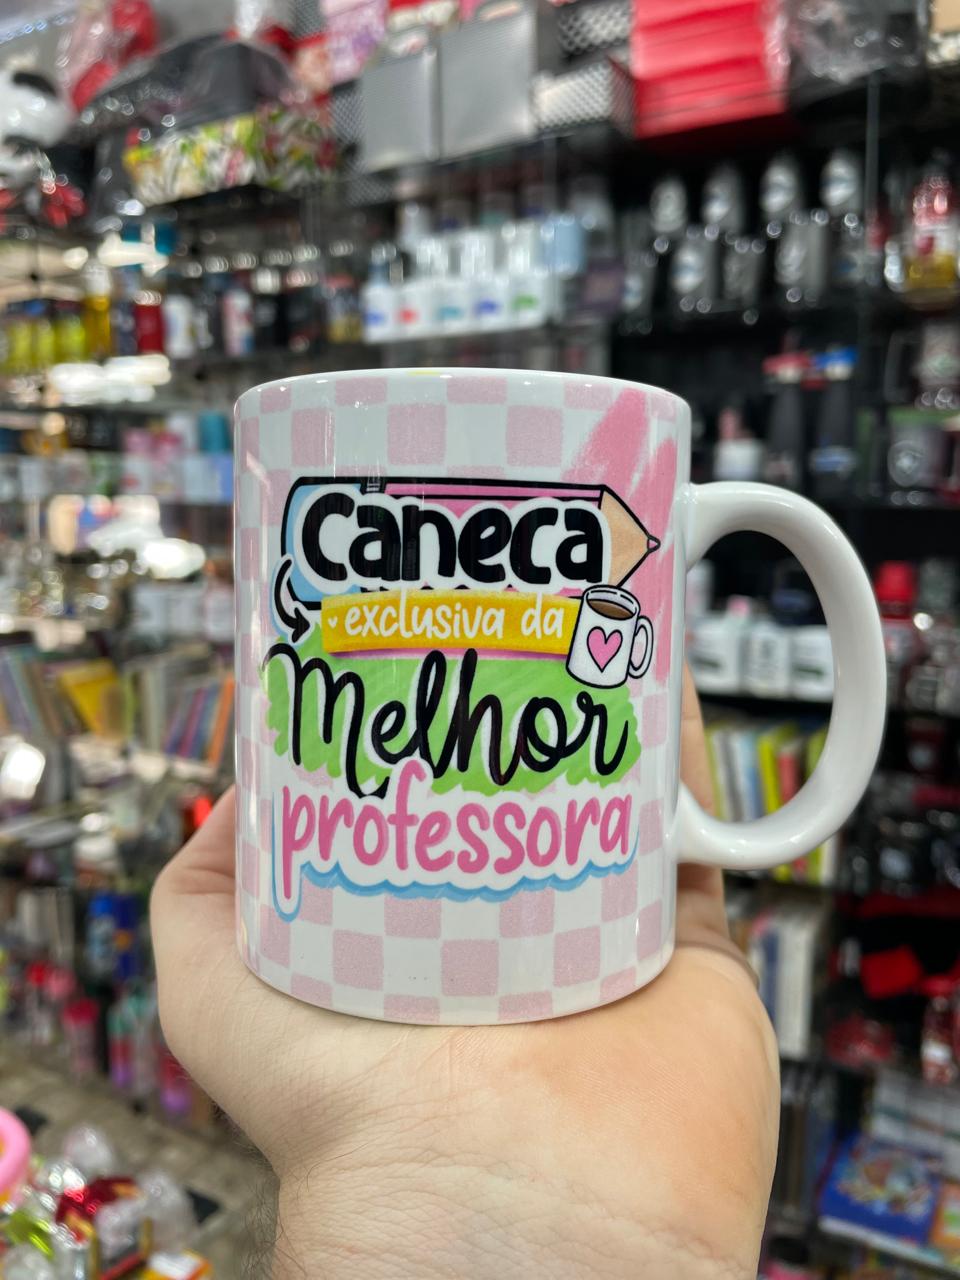 Caneca
exclusiva da
Melhor
professora